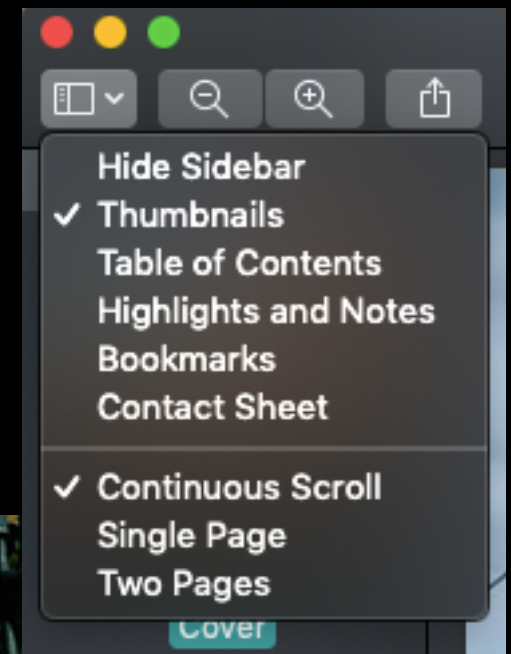 Hide Sidebar
Thumbnails
Table of Contents
Highlights and Notes
Bookmarks
Contact Sheet
Continuous Scroll
Single Page
Two Pages
Cover